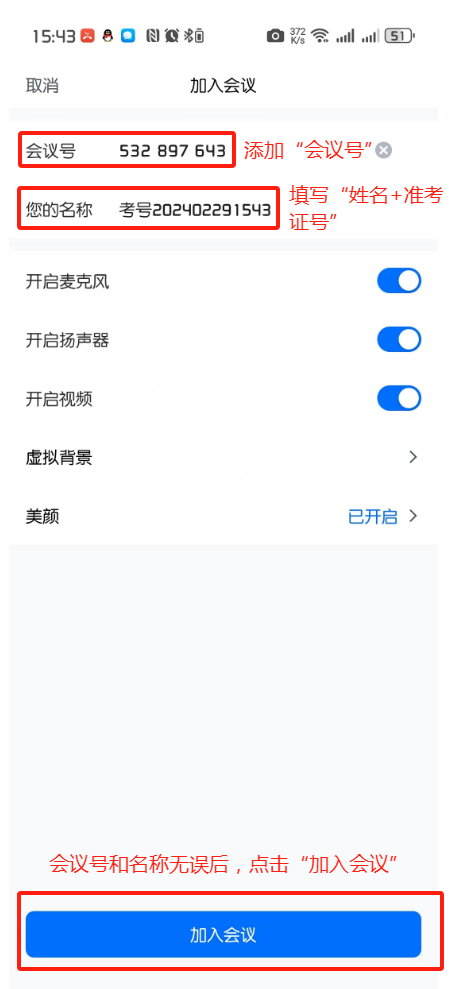 15:43 372 K/s 51
取消 加入会议
会议号 532 897 643 添加“会议号”
您的名称 考号202402291543 填写“姓名+准考
证号”
开启麦克风
开启扬声器
开启视频
虚拟背景
美颜 已开启
会议号和名称无误后，点击“加入会议”
加入会议